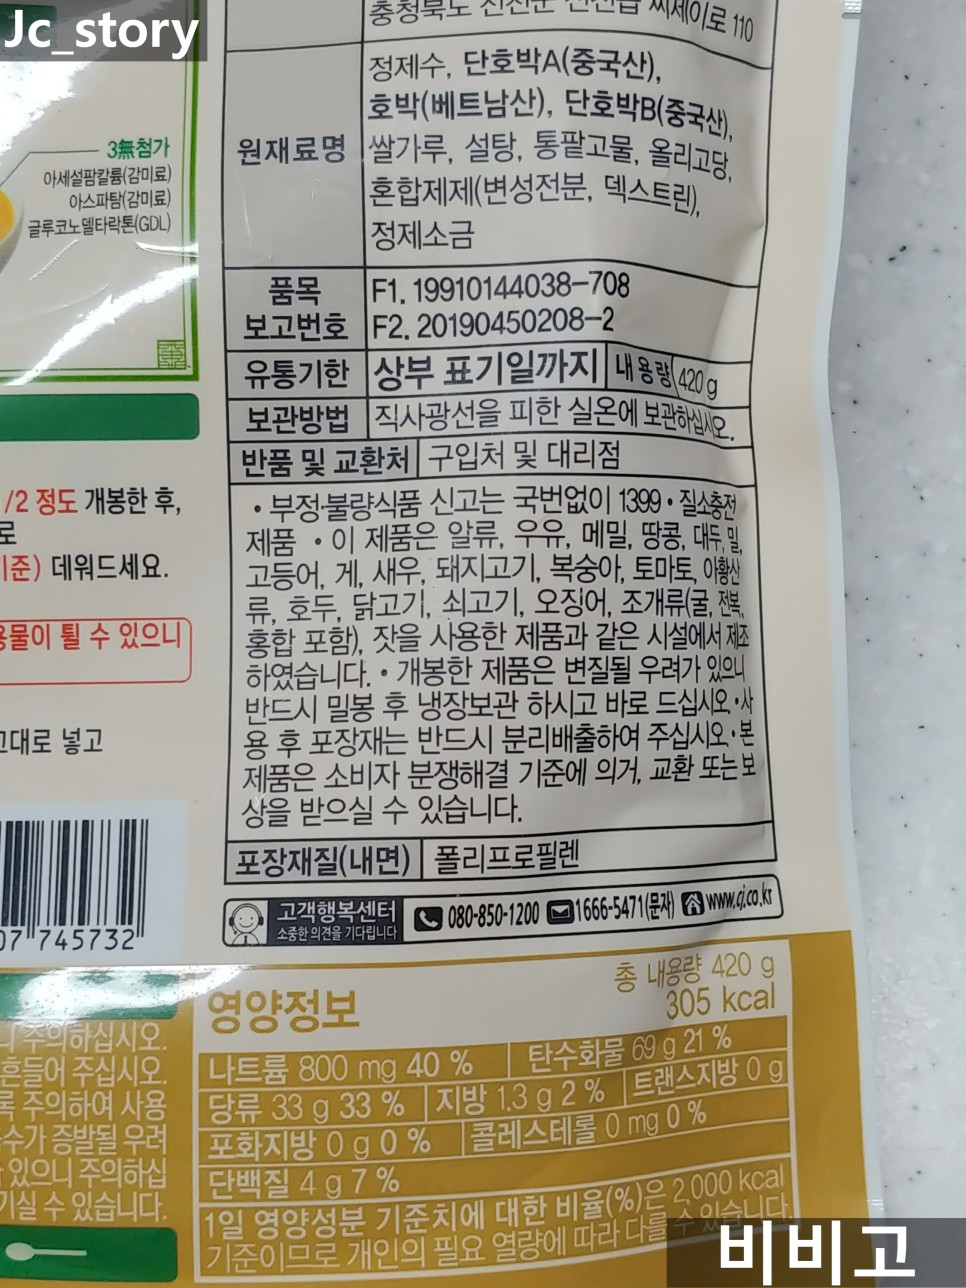 Jc_story
110
정제수, 단호박A(중국산),
호박(베트남산), 단호박B(중국산),
원재료명 쌀가루, 설탕, 통팥고물, 올리고당,
혼합제제(변성전분, 덱스트린),
정제소금
3無첨가
아세설팜칼륨(감미료)
아스파탐(감미료)
글루코노델타락톤(GDL)
품목 보고번호
F1. 19910144038-708
F2. 20190450208-2
유통기한 상부 표기일까지 내용량 420 g
보관방법 직사광선을 피한 실온에 보관하십시오.
반품 및 교환처 구입처 및 대리점
/2 정도 개봉한 후,
로
기준) 데워드세요.
용물이 튈 수 있으니
그대로 넣고
• 부정·불량식품 신고는 국번없이 1399 • 질소충전
제품 • 이 제품은 알류, 우유, 메밀, 땅콩, 대두, 밀,
고등어, 게, 새우, 돼지고기, 복숭아, 토마토, 아황산
류, 호두, 닭고기, 쇠고기, 오징어, 조개류(굴, 전복,
홍합 포함), 잣을 사용한 제품과 같은 시설에서 제조
하였습니다. • 개봉한 제품은 변질될 우려가 있으니
반드시 밀봉 후 냉장보관 하시고 바로 드십시오. • 사
용 후 포장재는 반드시 분리배출하여 주십시오. • 본
제품은 소비자 분쟁해결 기준에 의거, 교환 또는 보
상을 받으실 수 있습니다.
포장재질(내면) 폴리프로필렌
고객행복센터
소중한 의견을 기다립니다
080-850-1200 1666-5471(문자) www.cj.co.kr
07 745732
영양정보
총 내용량 420 g
305 kcal
나트륨 800 mg 40 % 탄수화물 69 g 21 %
당류 33 g 33 % 지방 1.3 g 2 % 트랜스지방 0 g
포화지방 0 g 0 % 콜레스테롤 0 mg 0 %
단백질 4 g 7 %
1일 영양성분 기준치에 대한 비율(%)은 2,000 kcal
기준이므로 개인의 필요 열량에 따라 다를 수 있습니다.
주의하십시오.
흔들어 주십시오.
록 주의하여 사용
수가 증발될 우려
있으니 주의하십
기실 수 있습니다.
비비고